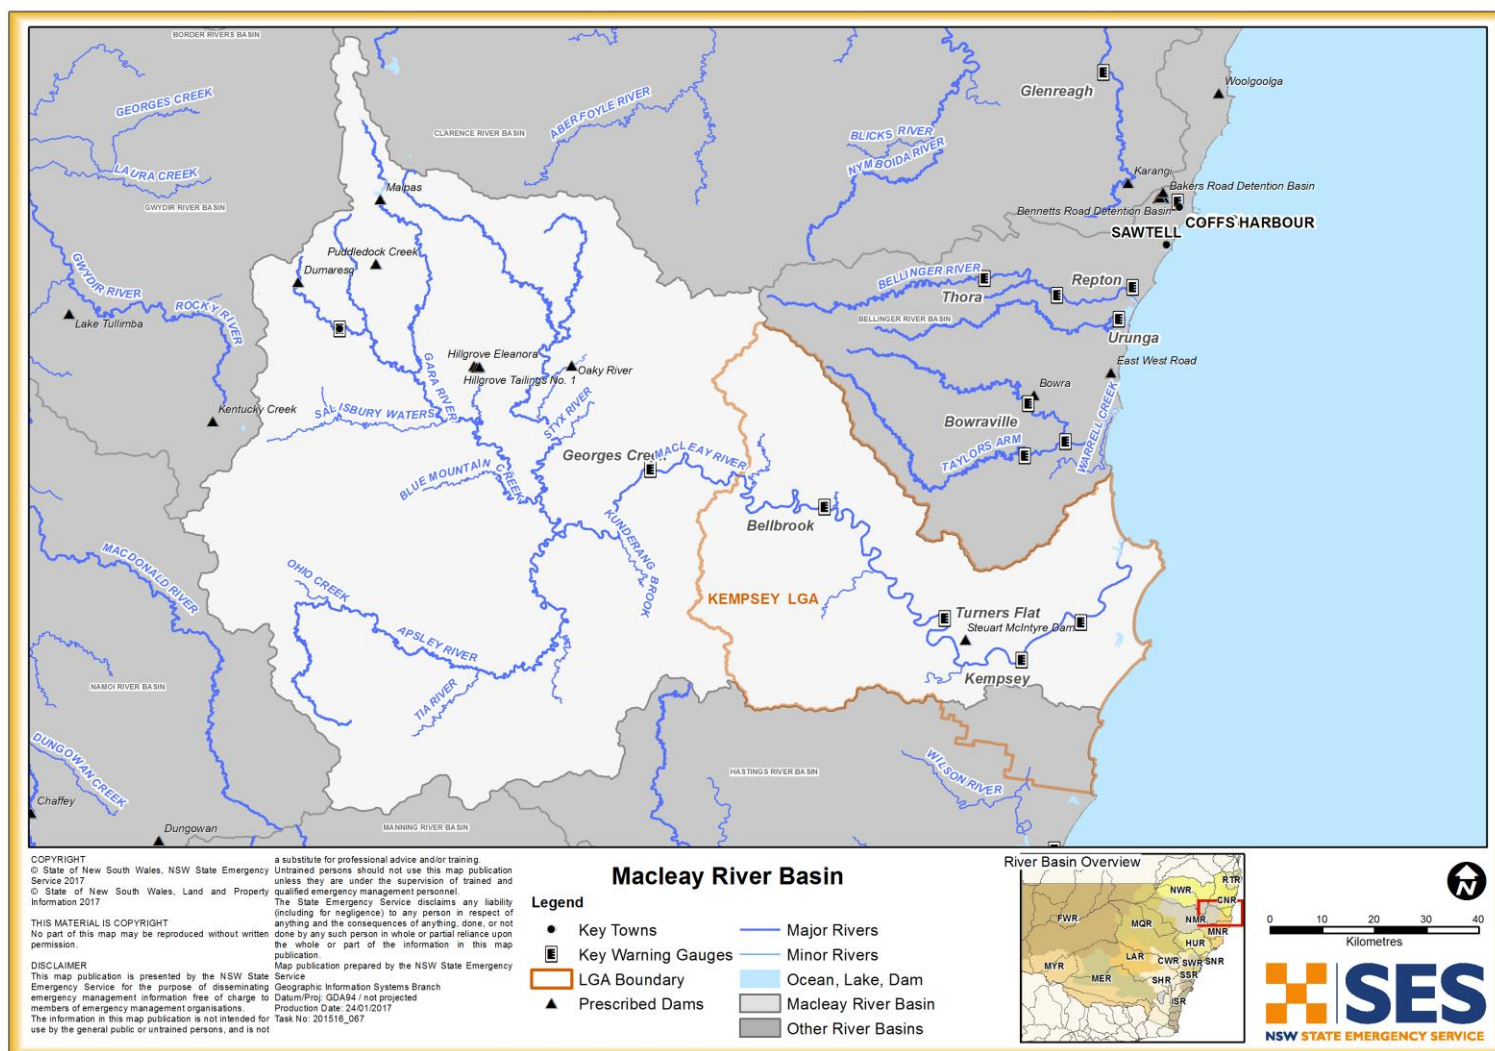 BORDER RIVERS BASIN
Woolgoolga
Glenreagh
GEORGES CREEK
ABERFOYLE RIVER
CLARENCE RIVER BASIN
BLICKS RIVER
NYMBOIDA RIVER
LAURA CREEK
Karangi
Malpas
Bakers Road Detention Basin
GWYDIR RIVER BASIN
Bennetts Road Detention Basin
COFFS HARBOUR
SAWTELL
Puddledock Creek
Dumaresq
GWYDIR RIVER
BELLINGER RIVER
Repton
Thora
ROCKY RIVER
Lake Tullimba
BELLINGER RIVER BASIN
Urunga
Hillgrove Eleanora
East West Road
GARA RIVER
Oaky River
Hillgrove Tailings No. 1
Bowra
Kentucky Creek
SALISBURY WATERS
STYX RIVER
Bowraville
WARRELL CREEK
Georges Creek
MACLEAY RIVER
TAYLORS ARM
BLUE MOUNTAIN CREEK
Bellbrook
KUNDERANG BROOK
MACDONALD RIVER
OHIO CREEK
KEMPSEY LGA
Turners Flat
Steuart McIntyre Dam
APSLEY RIVER
Kempsey
NAMOI RIVER BASIN
TIA RIVER
DUNGOWAN CREEK
HASTINGS RIVER BASIN
WILSON RIVER
Chaffey
Dungowan
MANNING RIVER BASIN
COPYRIGHT
© State of New South Wales, NSW State Emergency
Service 2017
© State of New South Wales, Land and Property
Information 2017
THIS MATERIAL IS COPYRIGHT
No part of this map may be reproduced without written
permission.
DISCLAIMER
This map publication is presented by the NSW State
Emergency Service for the purpose of disseminating
emergency management information free of charge to
members of emergency management organisations.
The information in this map publication is not intended for
use by the general public or untrained persons, and is not
a substitute for professional advice and/or training.
Untrained persons should not use this map publication
unless they are under the supervision of trained and
qualified emergency management personnel.
The State Emergency Service disclaims any liability
(including for negligence) to any person in respect of
anything and the consequences of anything, done, or not
done by any such person in whole or partial reliance upon
the whole or part of the information in this map
publication.
Map publication prepared by the NSW State Emergency
Service
Geographic Information Systems Branch
Datum/Proj: GDA94 / not projected
Production Date: 24/01/2017
Task No: 201516_067
Macleay River Basin
Legend
Key Towns
Key Warning Gauges
LGA Boundary
Prescribed Dams
Major Rivers
Minor Rivers
Ocean, Lake, Dam
Macleay River Basin
Other River Basins
River Basin Overview
RTR
NWR
CNR
FWR
MQR
NMR
MNR
HUR
LAR
CWR
SWR
SNR
MYR
MER
SHR
SSR
ISR
N
0 10 20 30 40
Kilometres
SES
NSW STATE EMERGENCY SERVICE